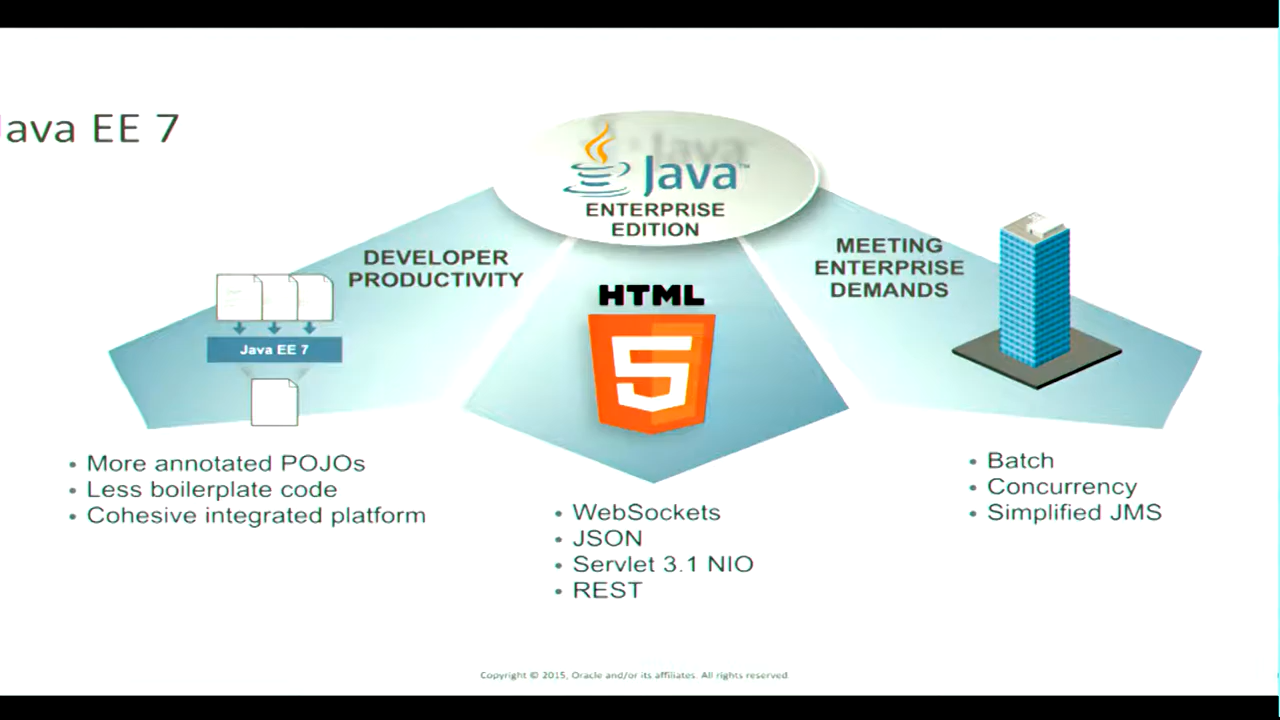 Java EE 7
Java™
ENTERPRISE
EDITION
DEVELOPER
PRODUCTIVITY
Java EE 7
• More annotated POJOs
• Less boilerplate code
• Cohesive integrated platform
HTML
5
• WebSockets
• JSON
• Servlet 3.1 NIO
• REST
MEETING
ENTERPRISE
DEMANDS
• Batch
• Concurrency
• Simplified JMS
Copyright © 2015, Oracle and/or its affiliates. All rights reserved